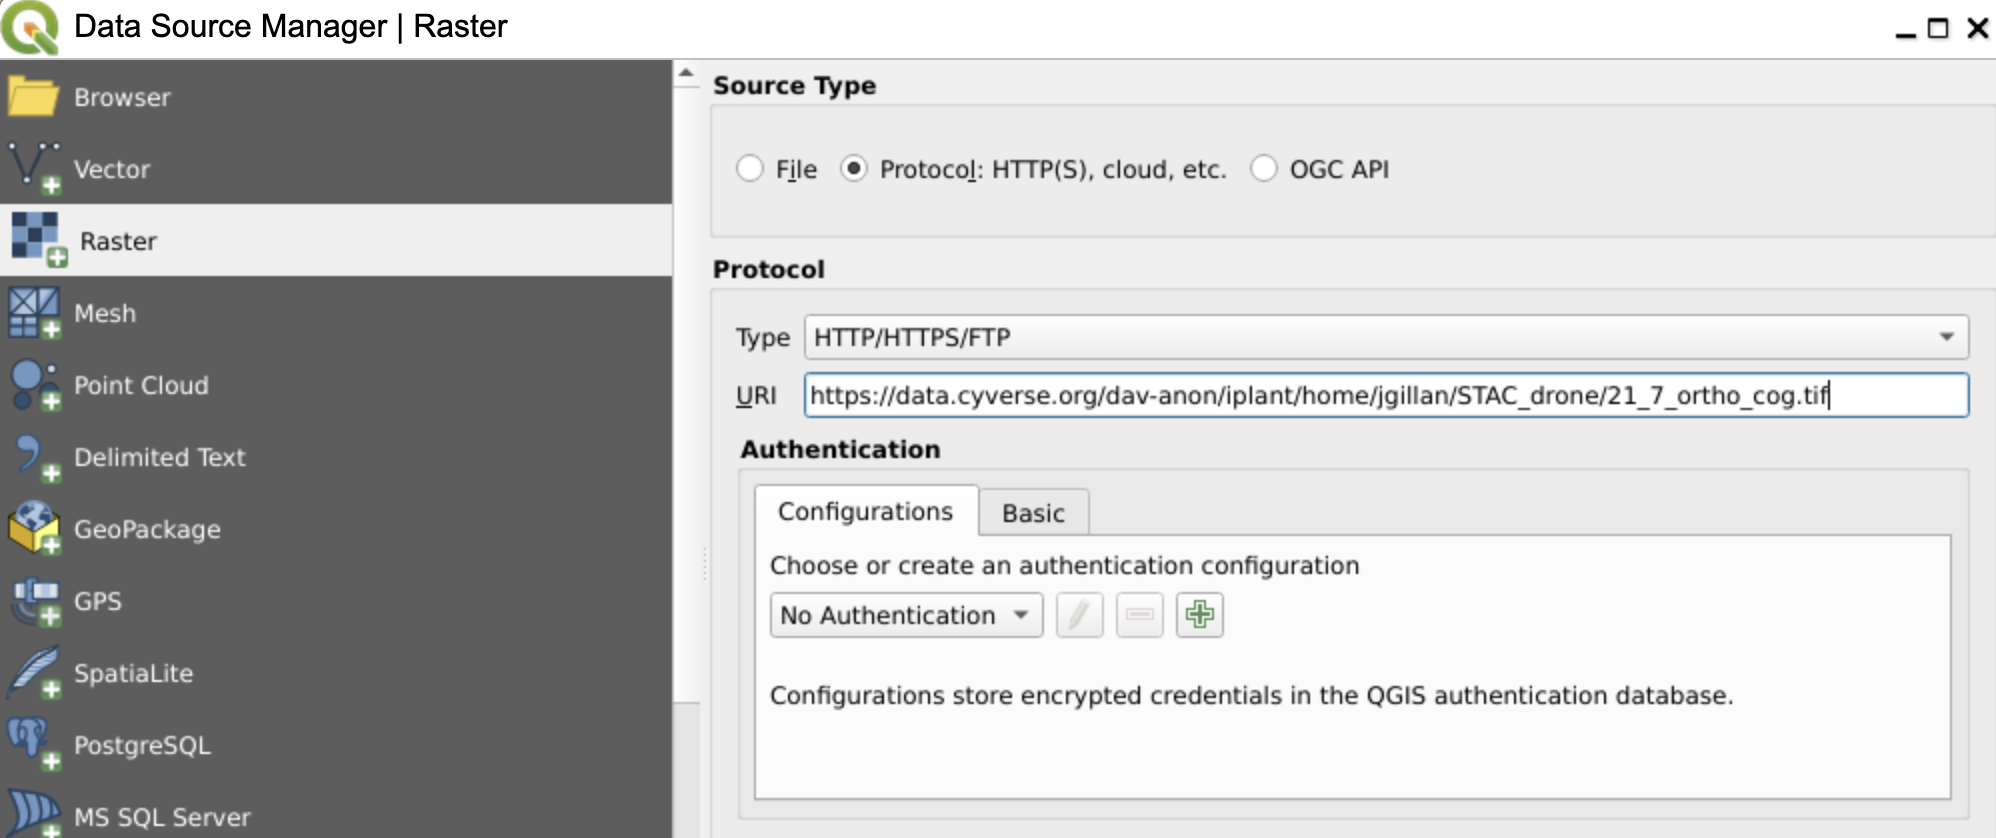 Data Source Manager | Raster
Browser
Vector
Raster
Mesh
Point Cloud
Delimited Text
GeoPackage
GPS
SpatiaLite
PostgreSQL
MS SQL Server
Source Type
File
Protocol: HTTP(S), cloud, etc.
OGC API
Protocol
Type HTTP/HTTPS/FTP
URI https://data.cyverse.org/dav-anon/iplant/home/jgillan/STAC_drone/21_7_ortho_cog.tif
Authentication
Configurations Basic
Choose or create an authentication configuration
No Authentication
Configurations store encrypted credentials in the QGIS authentication database.